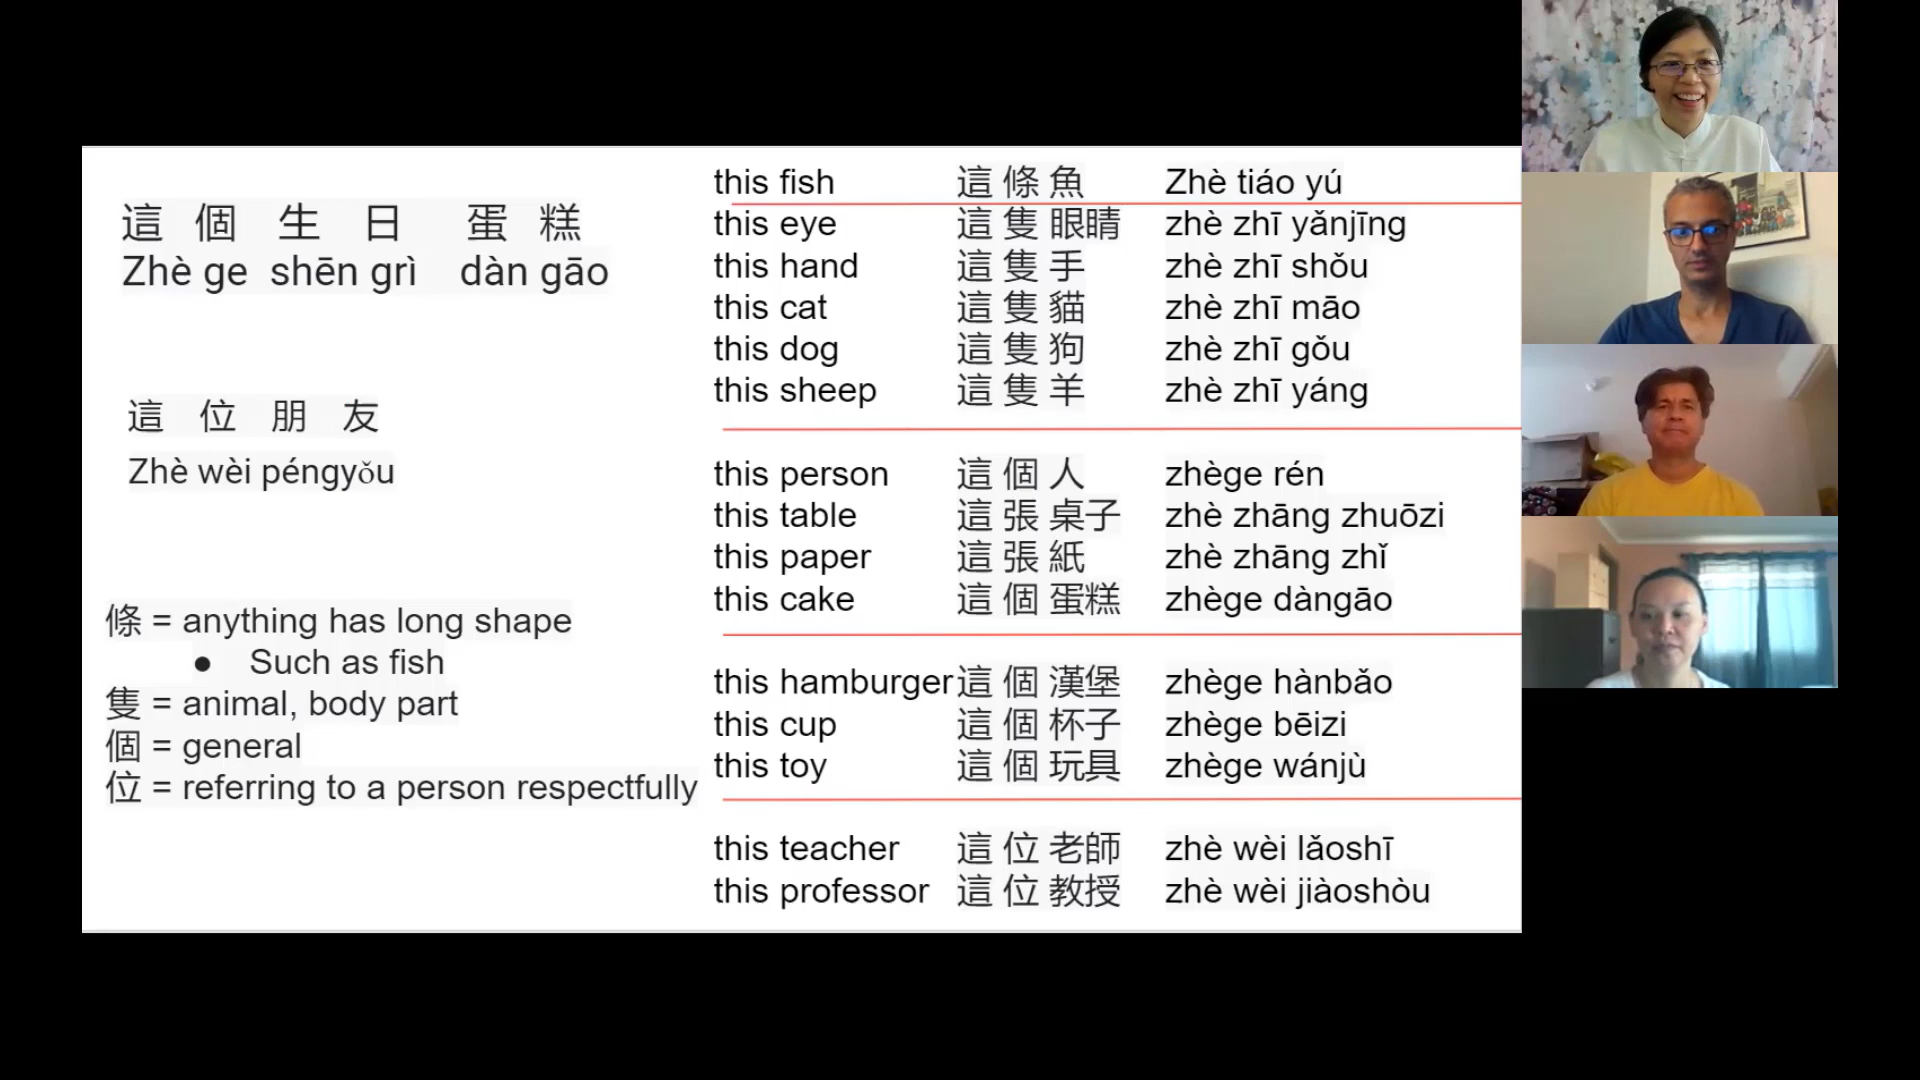 這 個 生 日 蛋 糕
Zhè ge shēn grì dàn gāo
這 位 朋 友
Zhè wèi péngyǒu
條 = anything has long shape
● Such as fish
隻 = animal, body part
個 = general
位 = referring to a person respectfully
this fish 這 條 魚 Zhè tiáo yú
this eye 這 隻 眼睛 zhè zhī yǎnjīng
this hand 這 隻 手 zhè zhī shǒu
this cat 這 隻 貓 zhè zhī māo
this dog 這 隻 狗 zhè zhī gǒu
this sheep 這 隻 羊 zhè zhī yáng
this person 這 個 人 zhège rén
this table 這 張 桌子 zhè zhāng zhuōzi
this paper 這 張 紙 zhè zhāng zhǐ
this cake 這 個 蛋糕 zhège dàngāo
this hamburger 這 個 漢堡 zhège hànbǎo
this cup 這 個 杯子 zhège bēizi
this toy 這 個 玩具 zhège wánjù
this teacher 這 位 老師 zhè wèi lǎoshī
this professor 這 位 教授 zhè wèi jiàoshòu